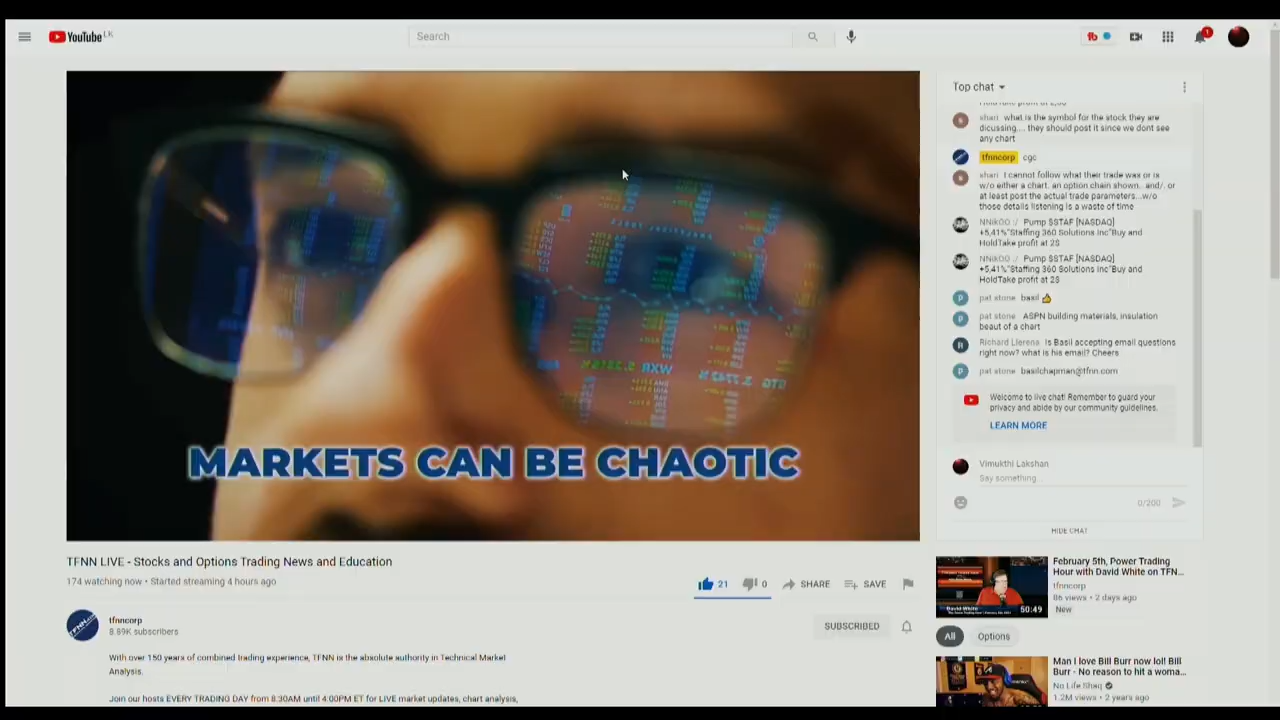 YouTube LK
Search
1
Top chat
shari what is the symbol for the stock they are
dicussing.... they should post it since we dont see
any chart
tfnncorp cgc
shari I cannot follow what their trade was or is
w/o either a chart. an option chain shown. and/. or
at least post the actual trade parameters...w/o
those details listening is a waste of time
NNiKOO :/ Pump $STAF [NASDAQ]
+5,41%"Staffing 360 Solutions Inc"Buy and
HoldTake profit at 2$
NNiKOO :/ Pump $STAF [NASDAQ]
+5,41%"Staffing 360 Solutions Inc"Buy and
HoldTake profit at 2$
pat stone basil 👍
pat stone ASPN building materials, insulation
beaut of a chart
Richard Llerena Is Basil accepting email questions
right now? what is his email? Cheers
pat stone basilchapman@tfnn.com
Welcome to live chat! Remember to guard your
privacy and abide by our community guidelines.
LEARN MORE
Vimukthi Lakshan
Say something...
0/200
HIDE CHAT
MARKETS CAN BE CHAOTIC
TFNN LIVE - Stocks and Options Trading News and Education
174 watching now • Started streaming 4 hours ago
21 0 SHARE SAVE
tfnncorp
8.89K subscribers
SUBSCRIBED
With over 150 years of combined trading experience, TFNN is the absolute authority in Technical Market
Analysis.
Join our hosts EVERY TRADING DAY from 8:30AM until 4:00PM ET for LIVE market updates, chart analysis,
February 5th, Power Trading
Hour with David White on TFN...
tfnncorp
86 views • 2 days ago
New
David White
50:49
All Options
Man I love Bill Burr now lol! Bill
Burr - No reason to hit a woma...
No Life Shaq
1.2M views • 2 years ago